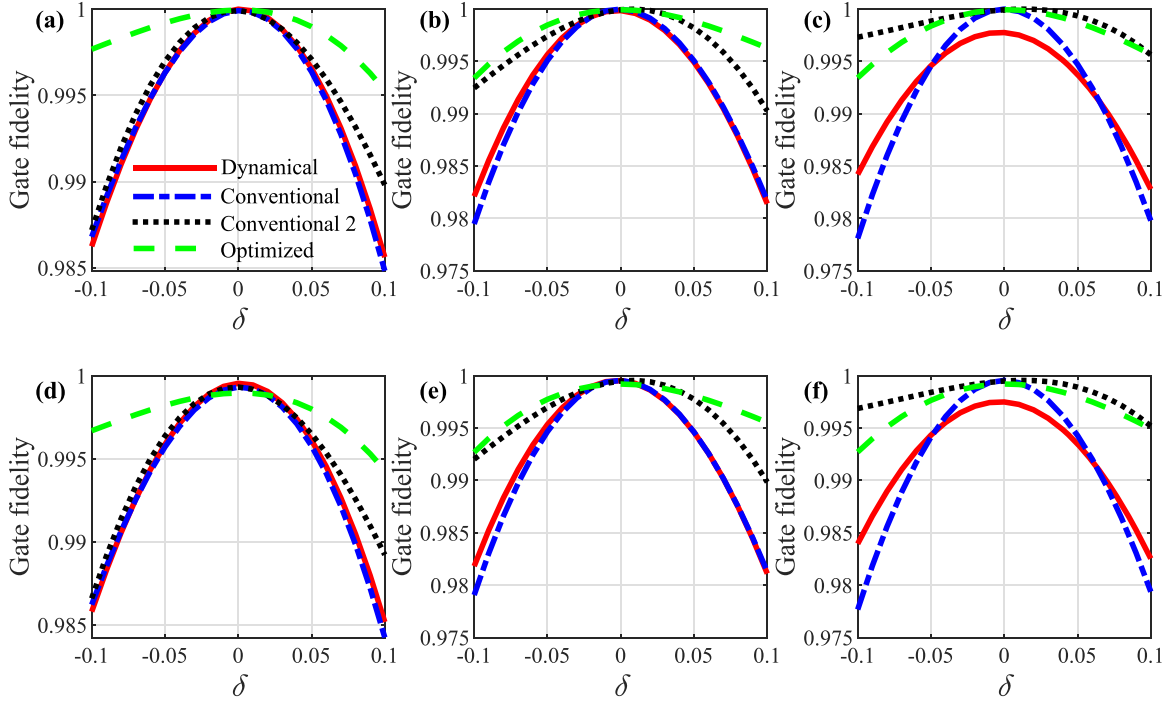 (a)
1
0.995
0.99
0.985
Gate fidelity
Dynamical
Conventional
Conventional 2
Optimized
-0.1
-0.05
0
0.05
0.1
δ
(b)
1
0.995
0.99
0.985
0.98
0.975
Gate fidelity
-0.1
-0.05
0
0.05
0.1
δ
(c)
1
0.995
0.99
0.985
0.98
0.975
Gate fidelity
-0.1
-0.05
0
0.05
0.1
δ
(d)
1
0.995
0.99
0.985
Gate fidelity
-0.1
-0.05
0
0.05
0.1
δ
(e)
1
0.995
0.99
0.985
0.98
0.975
Gate fidelity
-0.1
-0.05
0
0.05
0.1
δ
(f)
1
0.995
0.99
0.985
0.98
0.975
Gate fidelity
-0.1
-0.05
0
0.05
0.1
δ